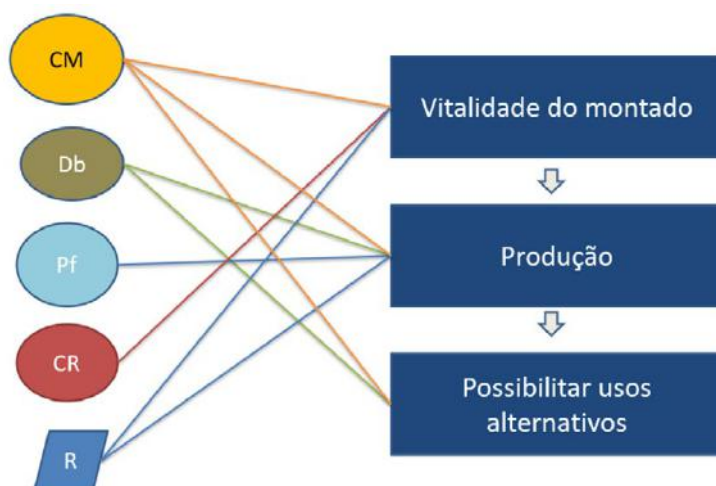 CM
Db
Pf
CR
R
Vitalidade do montado
Produção
Possibilitar usos
alternativos